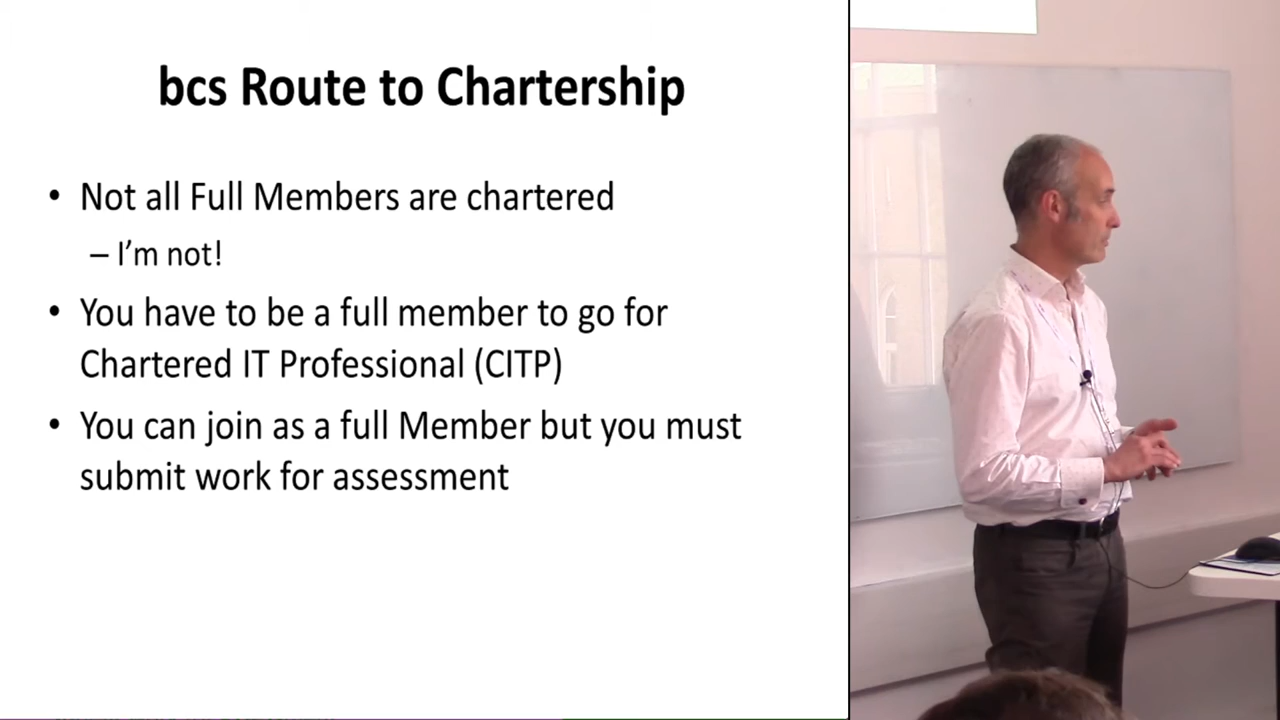 bcs Route to Chartership
• Not all Full Members are chartered
– I'm not!
• You have to be a full member to go for
Chartered IT Professional (CITP)
• You can join as a full Member but you must
submit work for assessment